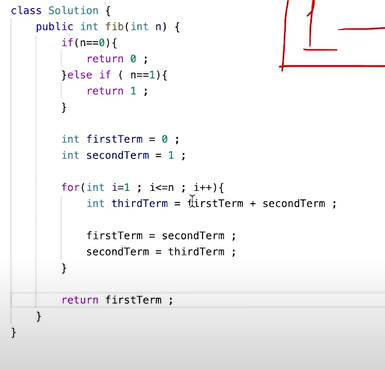 class Solution {
public int fib(int n) {
if(n==0){
return 0 ;
}else if ( n==1){
return 1 ;
}
int firstTerm = 0 ;
int secondTerm = 1 ;
for(int i=1 ; i<=n ; i++){
int thirdTerm = firstTerm + secondTerm ;
firstTerm = secondTerm ;
secondTerm = thirdTerm ;
}
return firstTerm ;
}
}